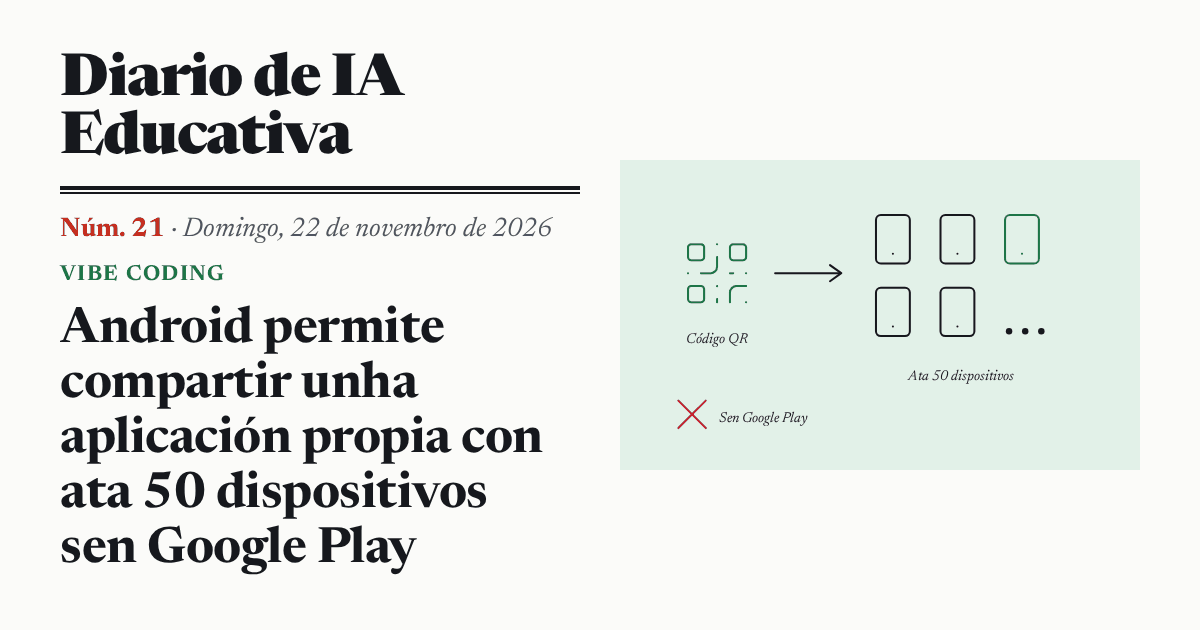 Diario de IA
Educativa
Núm. 21 · Domingo, 22 de novembro de 2026
VIBE CODING
Android permite
compartir unha
aplicación propia con
ata 50 dispositivos
sen Google Play
Código QR
Ata 50 dispositivos
Sen Google Play